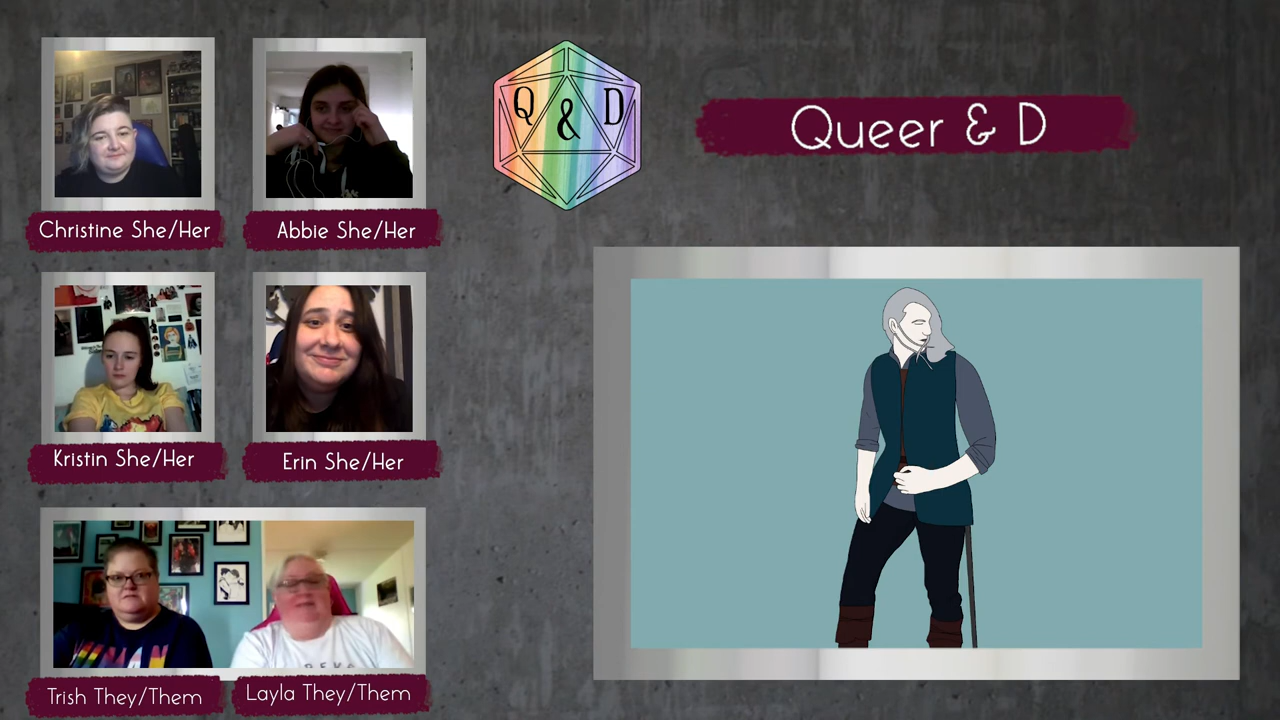 Q & D
Queer & D
Christine She/Her
Abbie She/Her
Kristin She/Her
Erin She/Her
Trish They/Them
Layla They/Them